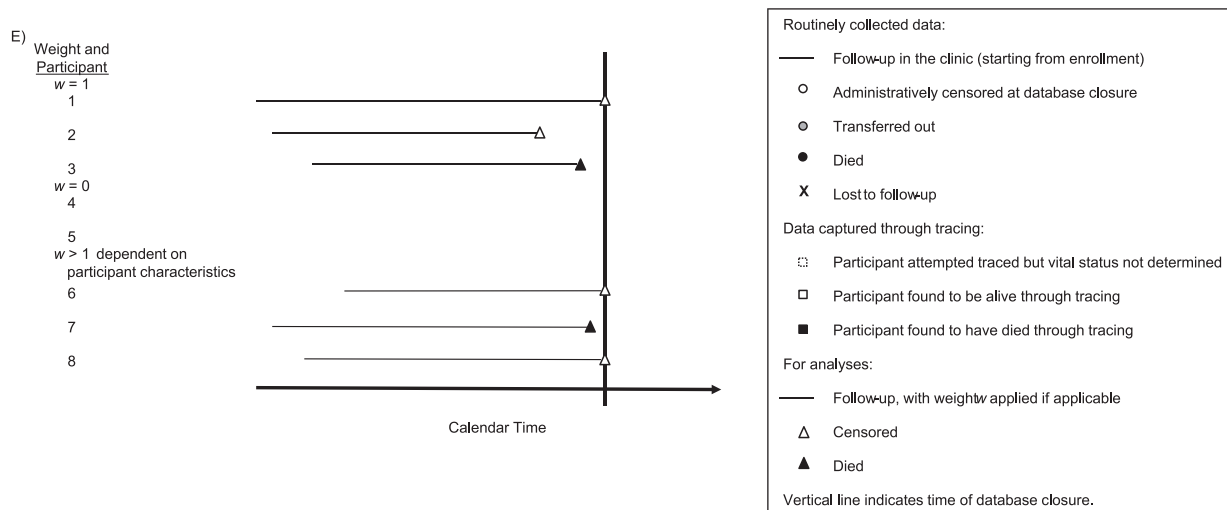 E)
Weight and
Participant
w = 1
1
2
3
w = 0
4
5
w > 1 dependent on
participant characteristics
6
7
8
Calendar Time
Routinely collected data:
Follow-up in the clinic (starting from enrollment)
Administratively censored at database closure
Transferred out
Died
X Lost to follow-up
Data captured through tracing:
Participant attempted traced but vital status not determined
Participant found to be alive through tracing
Participant found to have died through tracing
For analyses:
Follow-up, with weight w applied if applicable
Censored
Died
Vertical line indicates time of database closure.